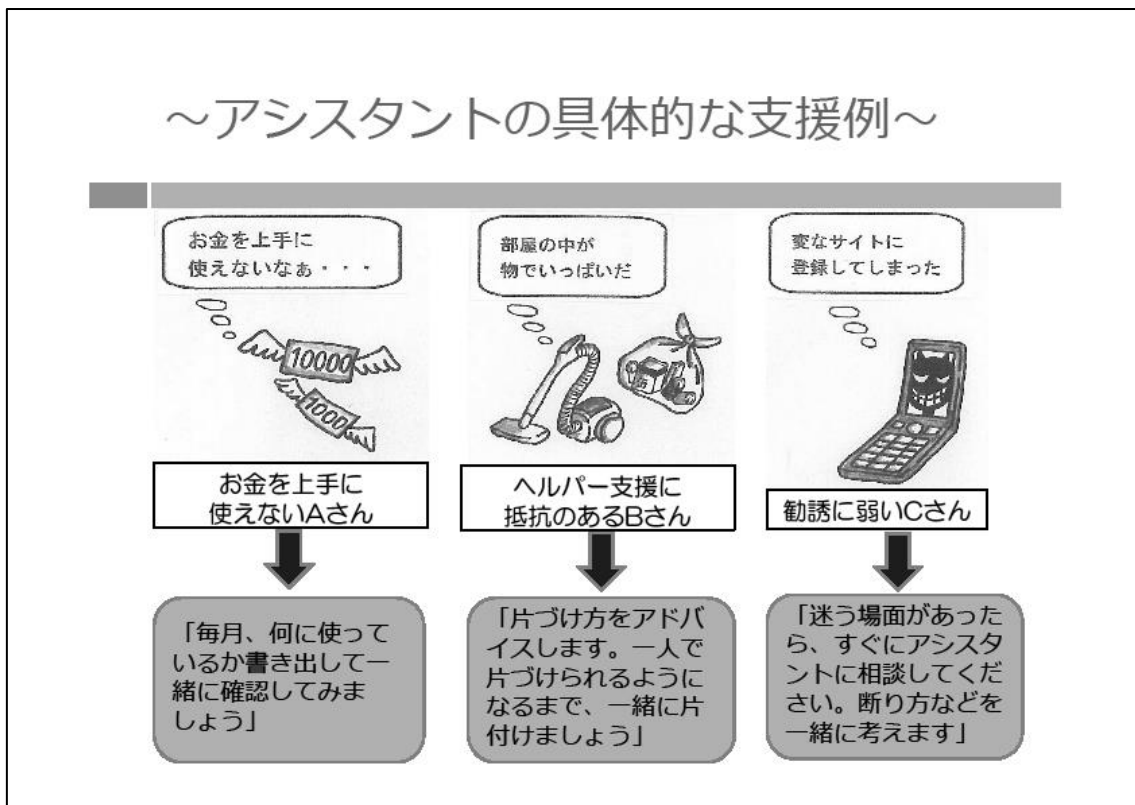 ～アシスタントの具体的な支援例～
お金を上手に
使えないなぁ・・・
10000
1000
お金を上手に
使えないAさん
「毎月、何に使って
いるか書き出して一
緒に確認してみま
しょう」
部屋の中が
物でいっぱいだ
ヘルパー支援に
抵抗のあるBさん
「片づけ方をアドバ
イスします。一人で
片づけられるように
なるまで、一緒に片
付けましょう」
変なサイトに
登録してしまった
勧誘に弱いCさん
「迷う場面があった
ら、すぐにアシスタ
ントに相談してくだ
さい。断り方などを
一緒に考えます」